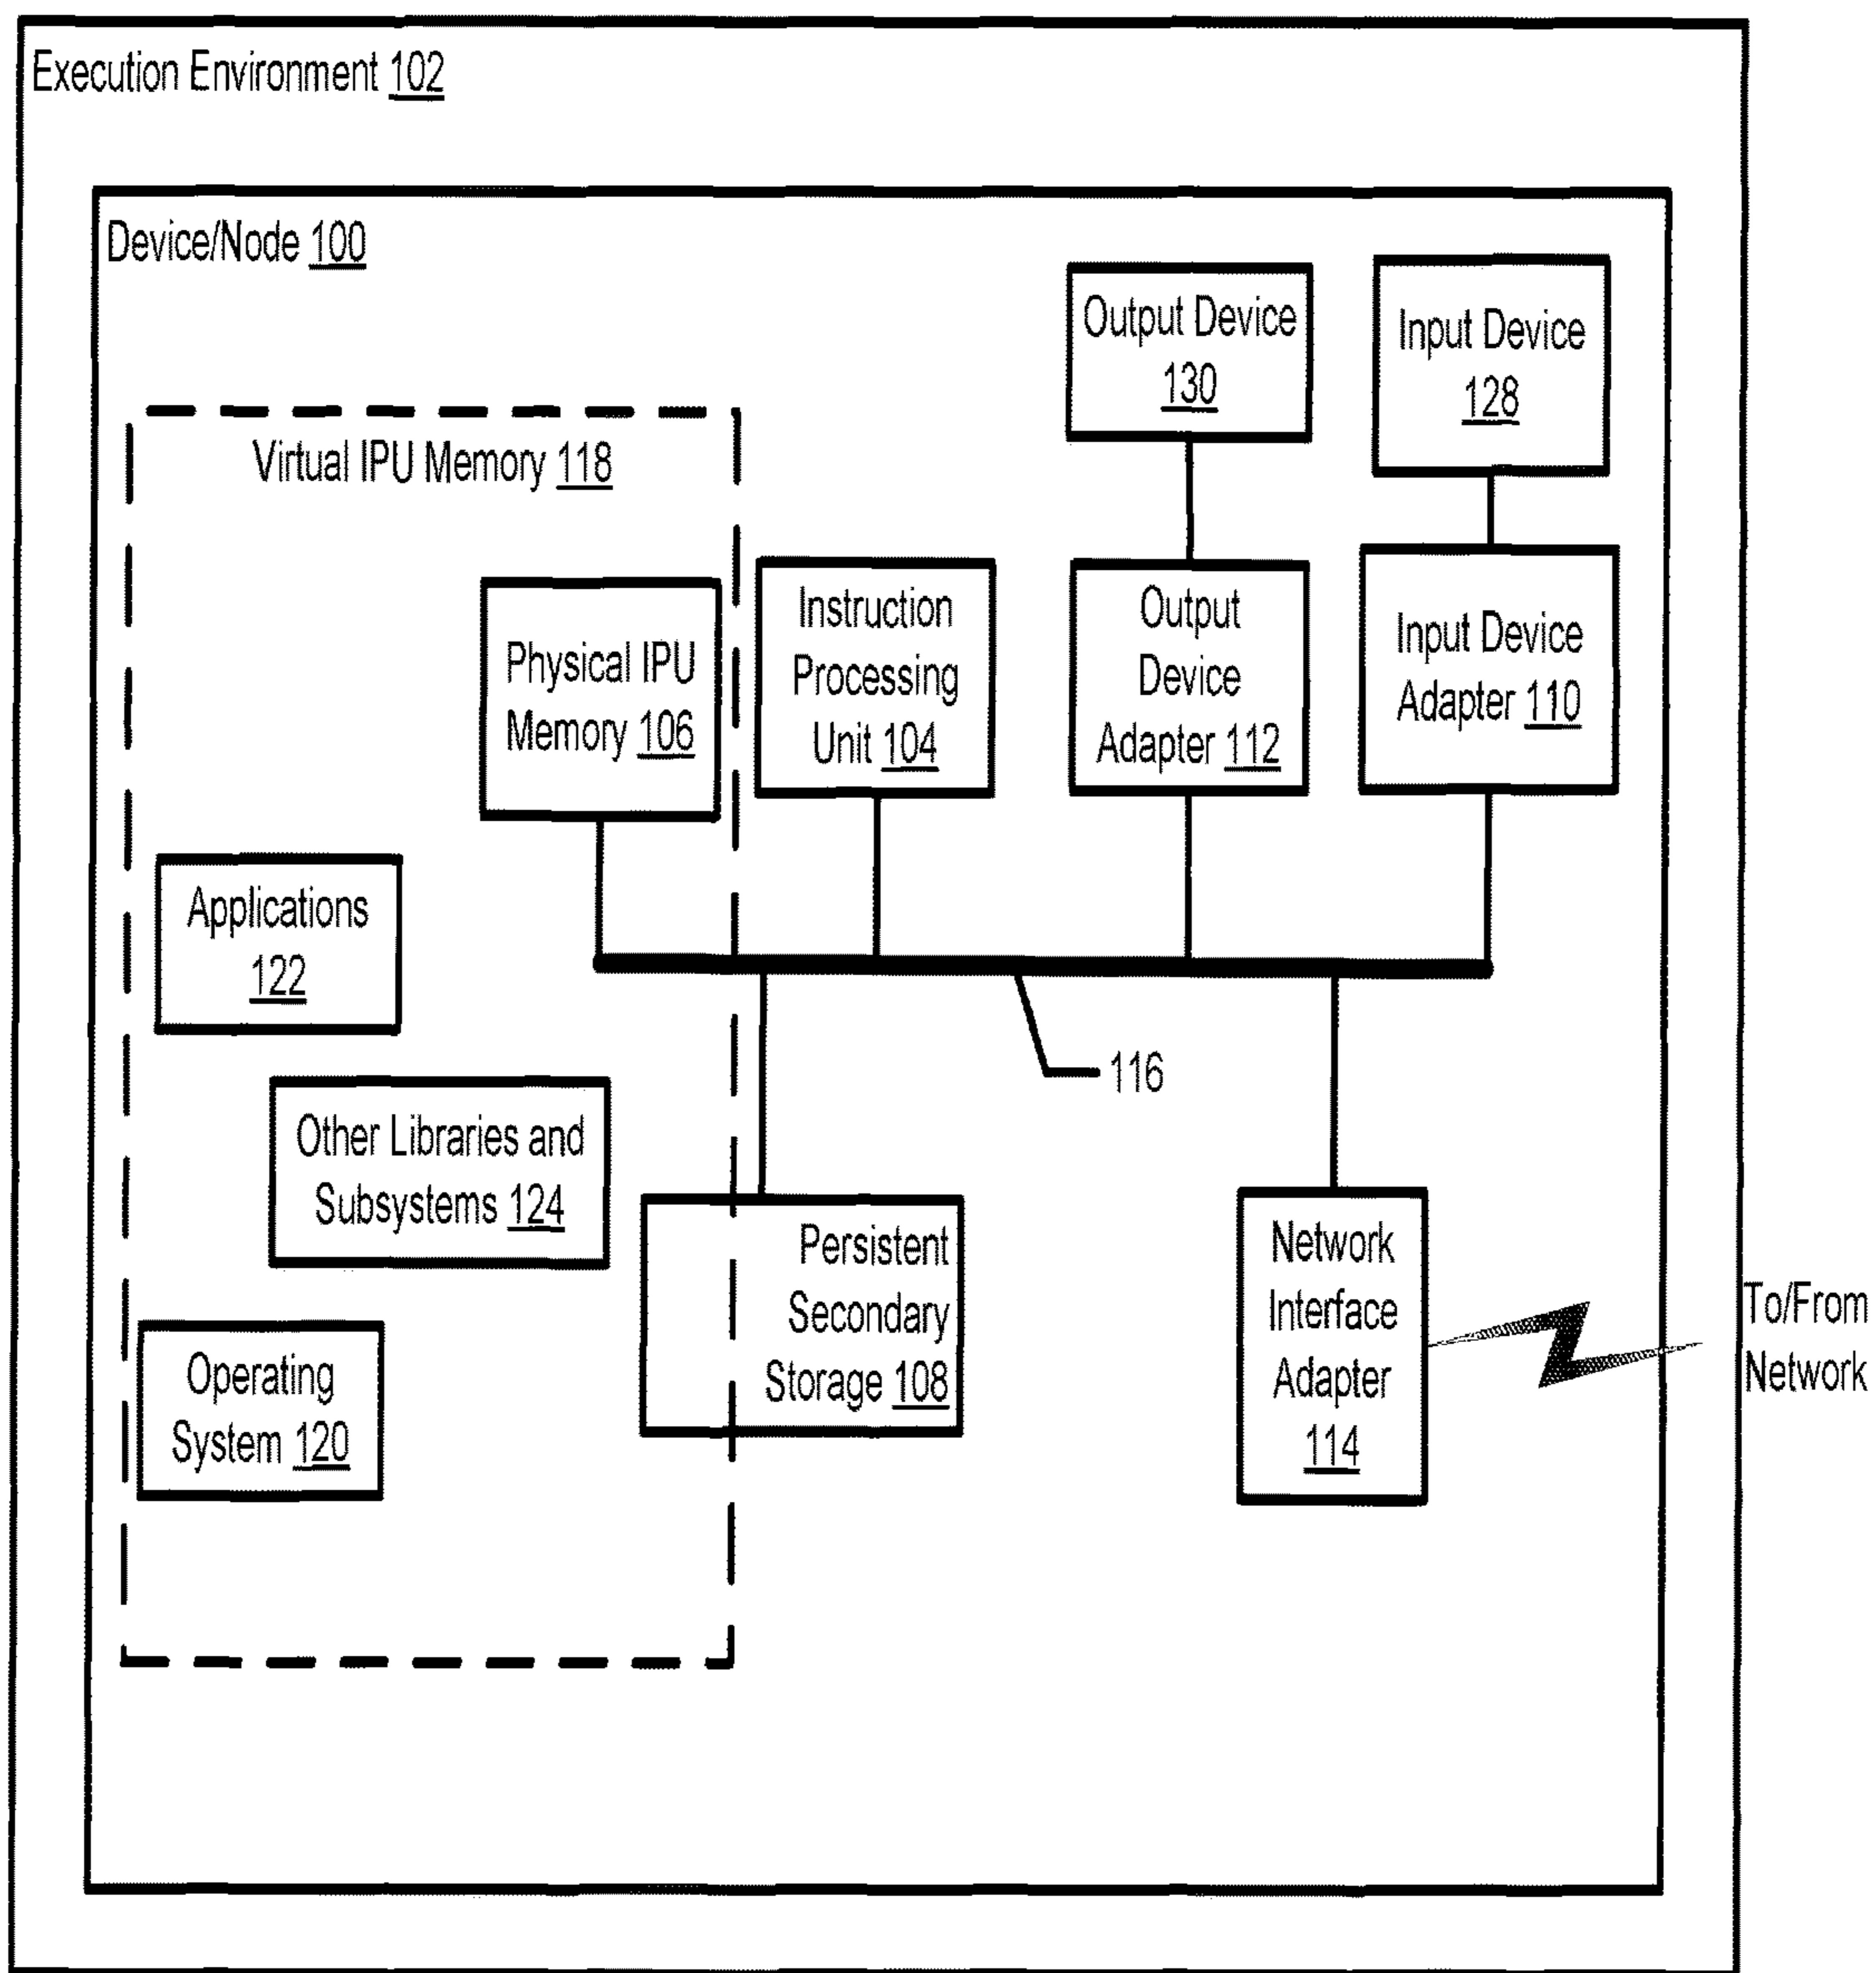 Execution Environment 102
Device/Node 100
Output Device
130
Input Device
128
Virtual IPU Memory 118
Physical IPU
Memory 106
Instruction
Processing
Unit 104
Output
Device
Adapter 112
Input Device
Adapter 110
Applications
122
116
Other Libraries and
Subsystems 124
Persistent
Secondary
Storage 108
Network
Interface
Adapter
114
To/From
Network
Operating
System 120